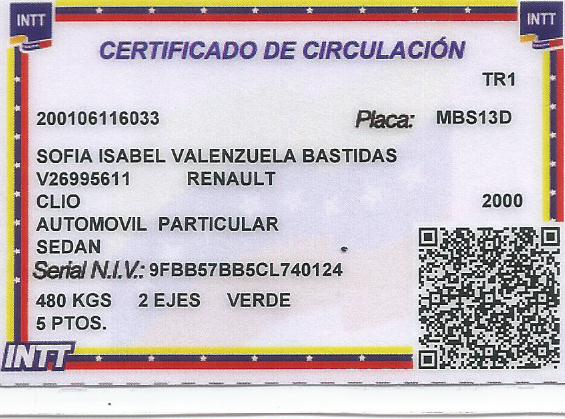 INTT INTT
CERTIFICADO DE CIRCULACIÓN
TR1
200106116033 Placa: MBS13D
SOFIA ISABEL VALENZUELA BASTIDAS
V26995611 RENAULT
CLIO 2000
AUTOMOVIL PARTICULAR
SEDAN
Serial N.I.V.: 9FBB57BB5CL740124
480 KGS 2 EJES VERDE
5 PTOS.
INTT